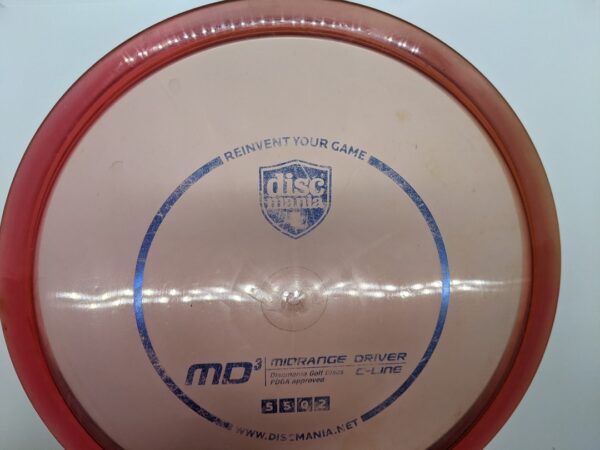 REINVENT YOUR GAME
disc
mania
MD3
MIDRANGE DRIVER
Discmania Golf Discs
PDGA approved
C-LINE
5 5 0 2
WWW.DISCMANIA.NET